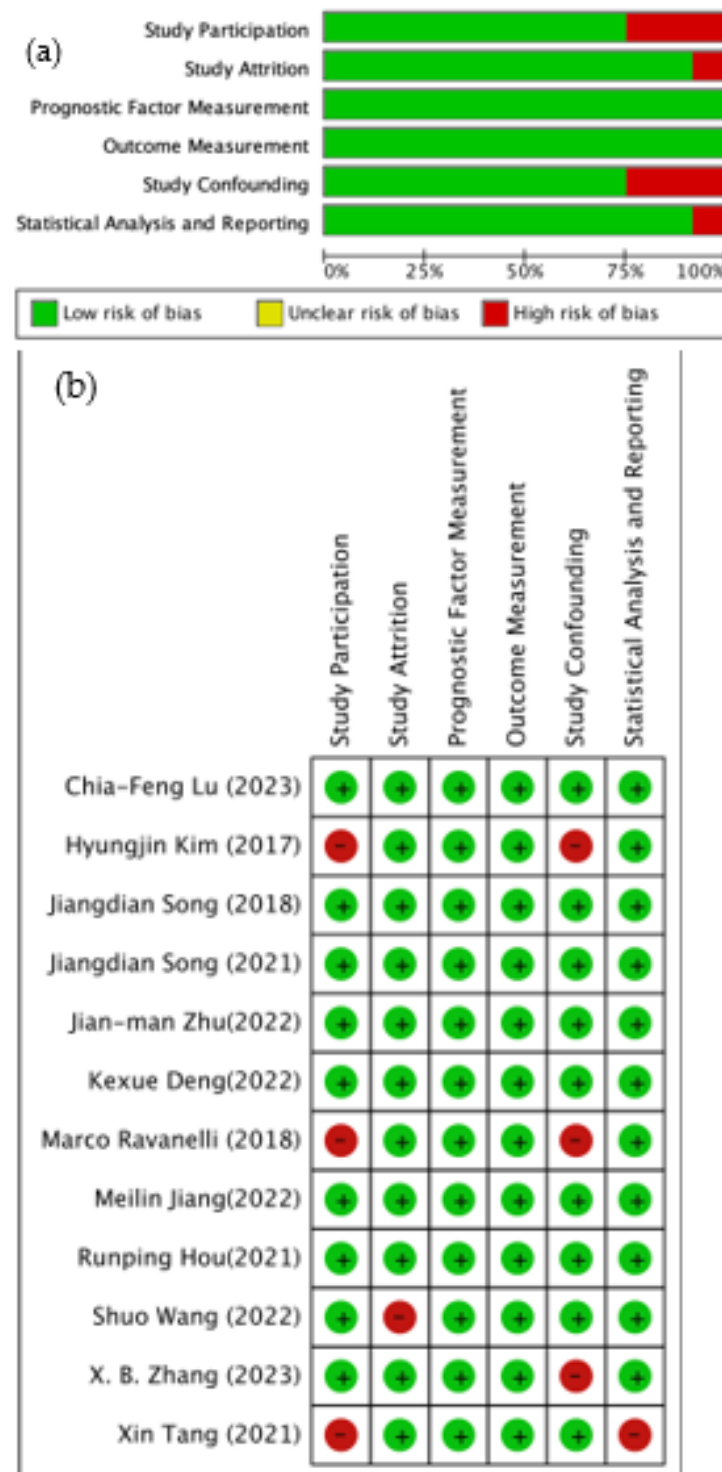 (a)
Study Participation
Study Attrition
Prognostic Factor Measurement
Outcome Measurement
Study Confounding
Statistical Analysis and Reporting
0% 25% 50% 75% 100%
Low risk of bias Unclear risk of bias High risk of bias
(b)
Study Participation
Study Attrition
Prognostic Factor Measurement
Outcome Measurement
Study Confounding
Statistical Analysis and Reporting
Chia-Feng Lu (2023) + + + + + +
Hyungjin Kim (2017) - + + + - +
Jiangdian Song (2018) + + + + + +
Jiangdian Song (2021) + + + + + +
Jian-man Zhu(2022) + + + + + +
Kexue Deng(2022) + + + + + +
Marco Ravanelli (2018) - + + + - +
Meilin Jiang(2022) + + + + + +
Runping Hou(2021) + + + + + +
Shuo Wang (2022) + - + + + +
X. B. Zhang (2023) + + + + - +
Xin Tang (2021) - + + + + -